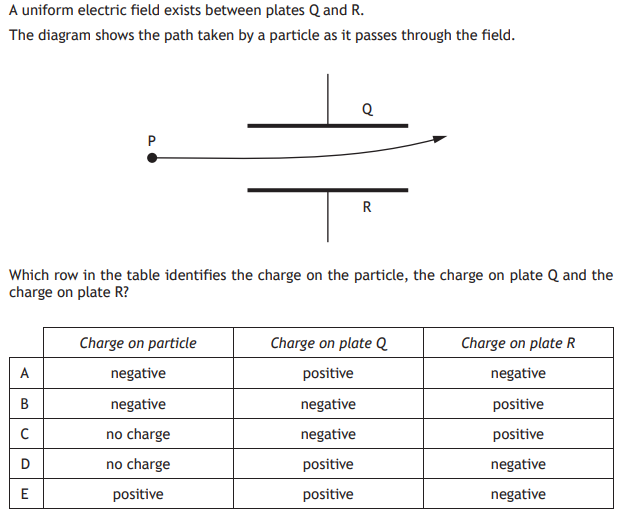 A uniform electric field exists between plates Q and R.
The diagram shows the path taken by a particle as it passes through the field.
Q
P
R
Which row in the table identifies the charge on the particle, the charge on plate Q and the
charge on plate R?
Charge on particle Charge on plate Q Charge on plate R
A negative positive negative
B negative negative positive
C no charge negative positive
D no charge positive negative
E positive positive negative